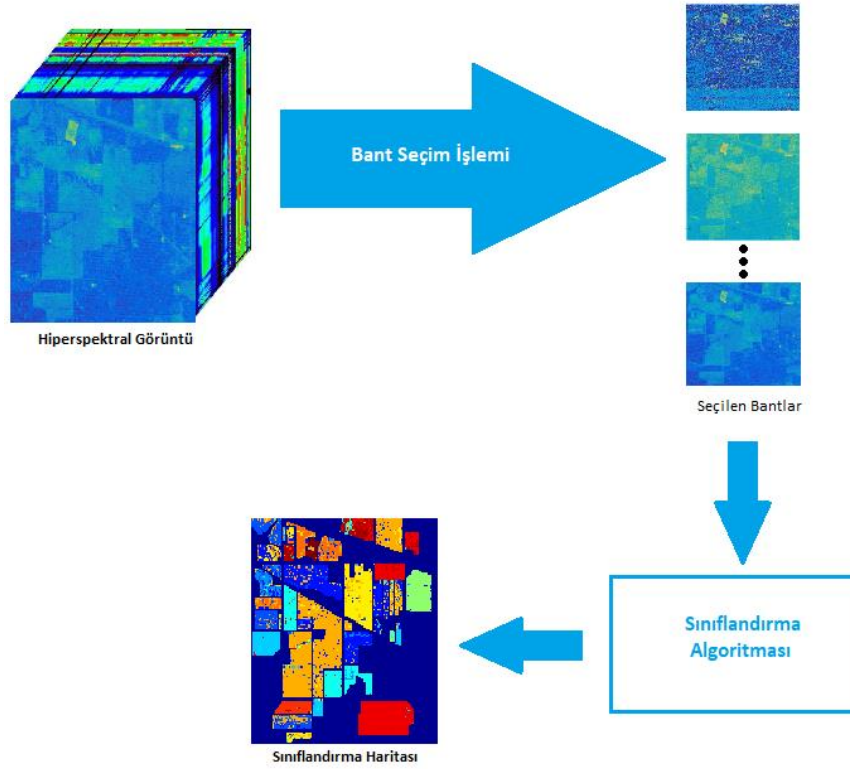 Bant Seçim İşlemi
Hiperspektral Görüntü
Seçilen Bantlar
Sınıflandırma
Algoritması
Sınıflandırma Haritası